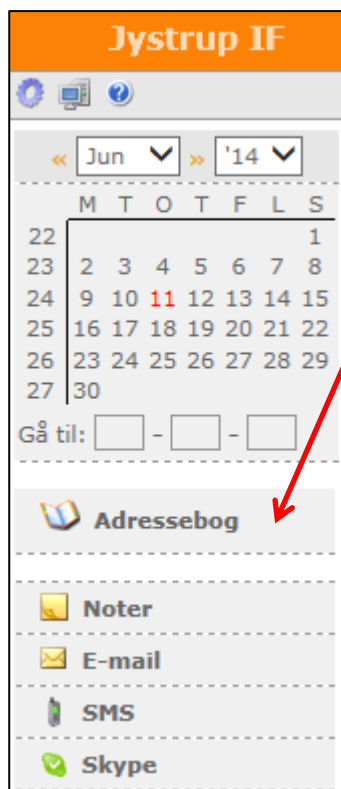 Jystrup IF
?
« Jun » '14
M T O T F L S
22 1
23 2 3 4 5 6 7 8
24 9 10 11 12 13 14 15
25 16 17 18 19 20 21 22
26 23 24 25 26 27 28 29
27 30
Gå til: - -
Adressebog
Noter
E-mail
SMS
Skype